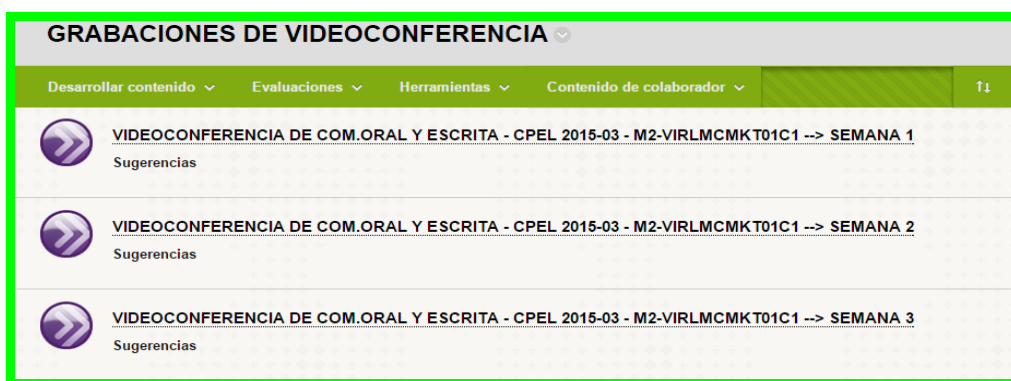 GRABACIONES DE VIDEOCONFERENCIA
Desarrollar contenido Evaluaciones Herramientas Contenido de colaborador
VIDEOCONFERENCIA DE COM.ORAL Y ESCRITA - CPEL 2015-03 - M2-VIRLMCMKT01C1 --> SEMANA 1
Sugerencias
VIDEOCONFERENCIA DE COM.ORAL Y ESCRITA - CPEL 2015-03 - M2-VIRLMCMKT01C1 --> SEMANA 2
Sugerencias
VIDEOCONFERENCIA DE COM.ORAL Y ESCRITA - CPEL 2015-03 - M2-VIRLMCMKT01C1 --> SEMANA 3
Sugerencias